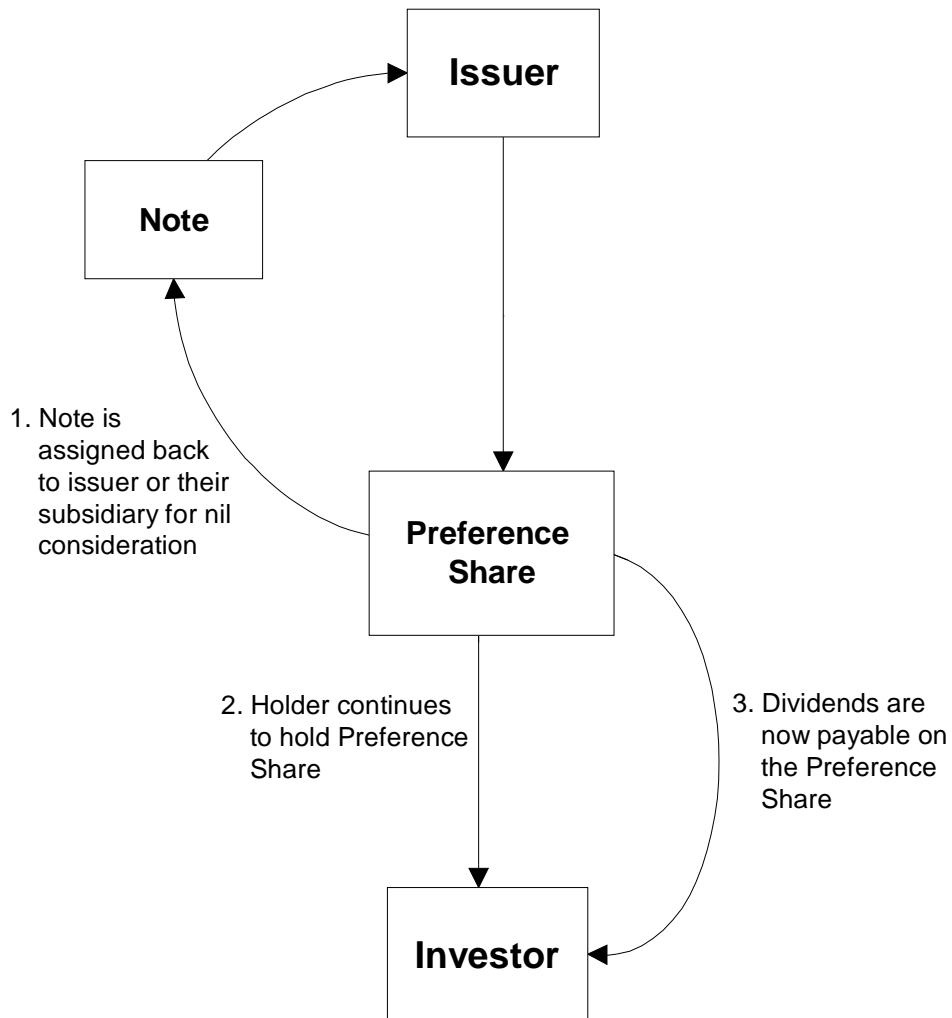 Issuer
Note
1. Note is
assigned back
to issuer or their
subsidiary for nil
consideration
Preference
Share
2. Holder continues
to hold Preference
Share
3. Dividends are
now payable on
the Preference
Share
Investor